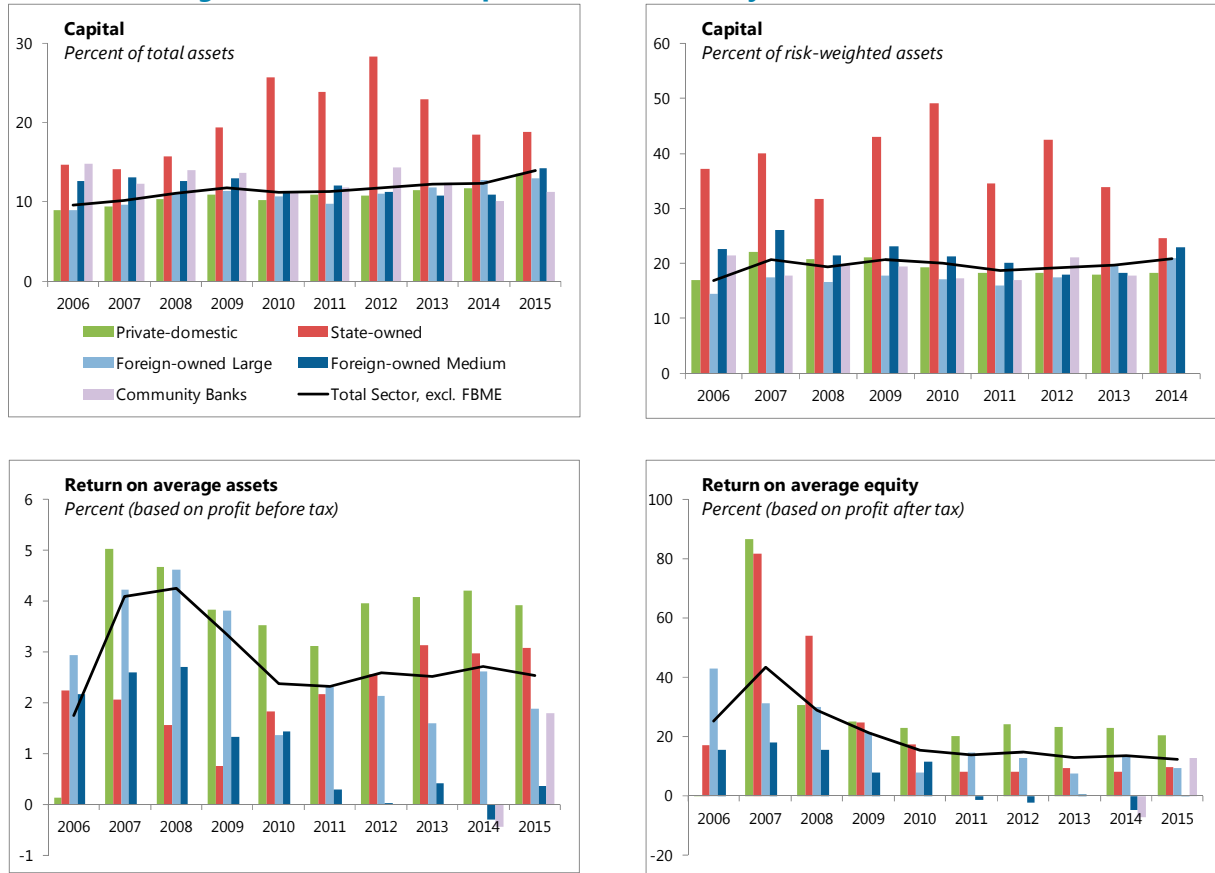 Capital
Percent of total assets
30
20
10
0
2006 2007 2008 2009 2010 2011 2012 2013 2014 2015
Private-domestic State-owned
Foreign-owned Large Foreign-owned Medium
Community Banks Total Sector, excl. FBME
Capital
Percent of risk-weighted assets
60
50
40
30
20
10
0
2006 2007 2008 2009 2010 2011 2012 2013 2014
Return on average assets
Percent (based on profit before tax)
6
5
4
3
2
1
0
-1
2006 2007 2008 2009 2010 2011 2012 2013 2014 2015
Return on average equity
Percent (based on profit after tax)
100
80
60
40
20
0
-20
2006 2007 2008 2009 2010 2011 2012 2013 2014 2015